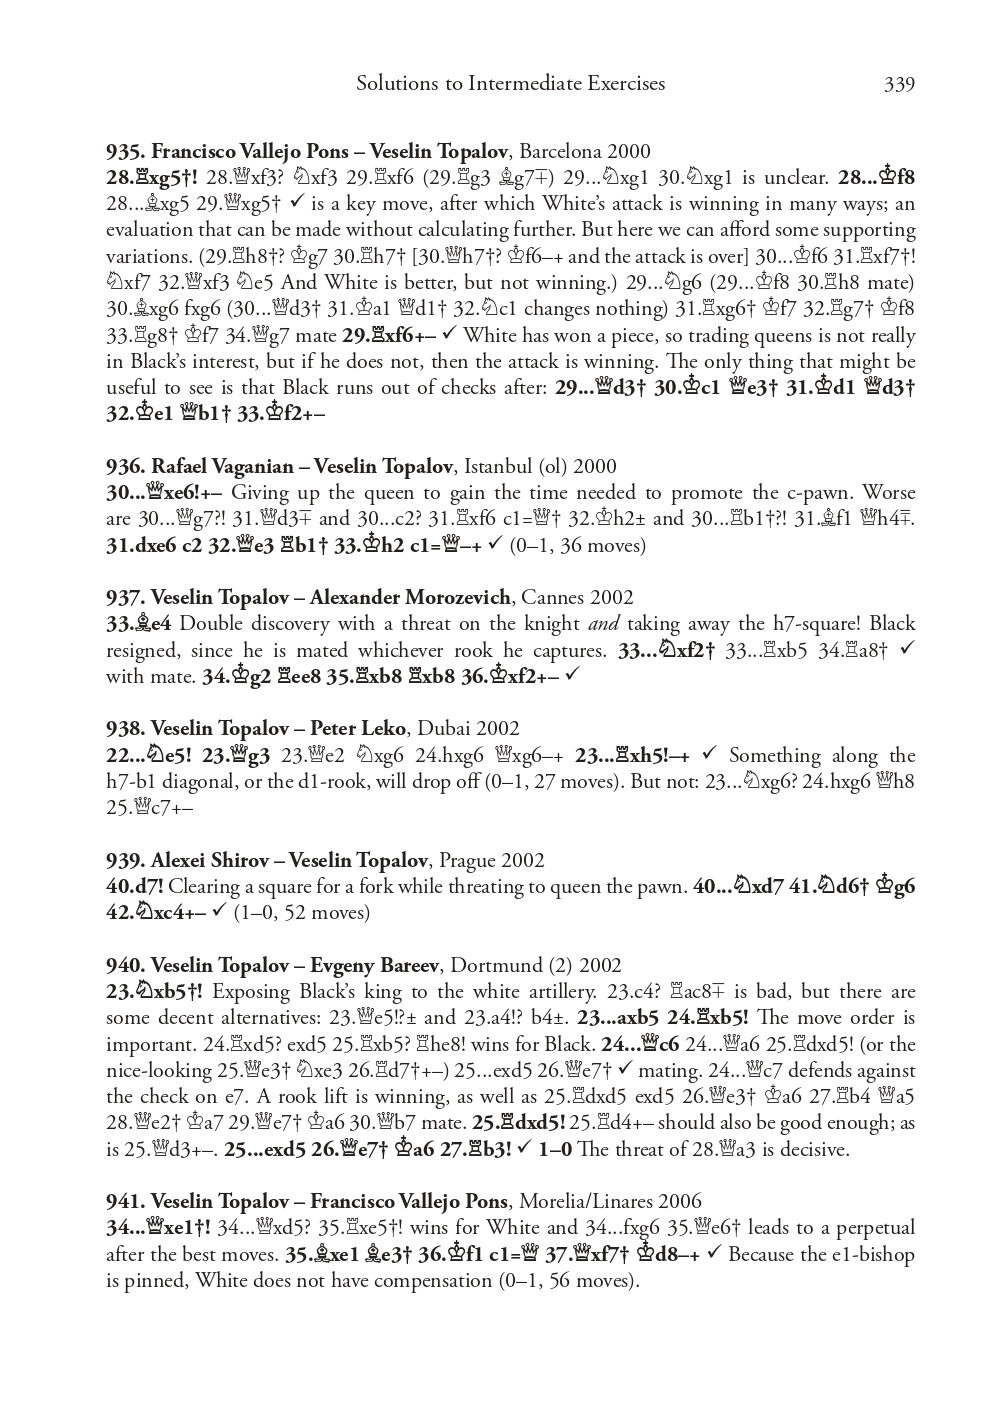 Solutions to Intermediate Exercises 339
935. Francisco Vallejo Pons – Veselin Topalov, Barcelona 2000
28.♖xg5†! 28.♕xf3? ♘xf3 29.♖xf6 (29.♖g3 ♗g7∓) 29...♘xg1 30.♘xg1 is unclear. 28...♔f8
28...♗xg5 29.♕xg5† ✓ is a key move, after which White’s attack is winning in many ways; an
evaluation that can be made without calculating further. But here we can afford some supporting
variations. (29.♖h8†? ♔g7 30.♖h7† [30.♕h7†? ♔f6–+ and the attack is over] 30...♔f6 31.♖xf7†!
♘xf7 32.♕xf3 ♘e5 And White is better, but not winning.) 29...♘g6 (29...♔f8 30.♖h8 mate)
30.♗xg6 fxg6 (30...♕d3† 31.♔a1 ♕d1† 32.♘c1 changes nothing) 31.♖xg6† ♔f7 32.♖g7† ♔f8
33.♖g8† ♔f7 34.♕g7 mate 29.♖xf6+– ✓ White has won a piece, so trading queens is not really
in Black’s interest, but if he does not, then the attack is winning. The only thing that might be
useful to see is that Black runs out of checks after: 29...♕d3† 30.♔c1 ♕e3† 31.♔d1 ♕d3†
32.♔e1 ♕b1† 33.♔f2+–
936. Rafael Vaganian – Veselin Topalov, Istanbul (ol) 2000
30...♕xe6!+– Giving up the queen to gain the time needed to promote the c-pawn. Worse
are 30...♕g7?! 31.♕d3∓ and 30...c2? 31.♖xf6 c1=♕† 32.♔h2± and 30...♖b1†?! 31.♗f1 ♕h4∓.
31.dxe6 c2 32.♕e3 ♖b1† 33.♔h2 c1=♕–+ ✓ (0–1, 36 moves)
937. Veselin Topalov – Alexander Morozevich, Cannes 2002
33.♗e4 Double discovery with a threat on the knight and taking away the h7-square! Black
resigned, since he is mated whichever rook he captures. 33...♘xf2† 33...♖xb5 34.♖a8† ✓
with mate. 34.♔g2 ♖ee8 35.♖xb8 ♖xb8 36.♔xf2+– ✓
938. Veselin Topalov – Peter Leko, Dubai 2002
22...♘e5! 23.♕g3 23.♕e2 ♘xg6 24.hxg6 ♕xg6–+ 23...♖xh5!–+ ✓ Something along the
h7-b1 diagonal, or the d1-rook, will drop off (0–1, 27 moves). But not: 23...♘xg6? 24.hxg6 ♕h8
25.♕c7+–
939. Alexei Shirov – Veselin Topalov, Prague 2002
40.d7! Clearing a square for a fork while threating to queen the pawn. 40...♘xd7 41.♘d6† ♔g6
42.♘xc4+– ✓ (1–0, 52 moves)
940. Veselin Topalov – Evgeny Bareev, Dortmund (2) 2002
23.♘xb5†! Exposing Black’s king to the white artillery. 23.c4? ♖ac8∓ is bad, but there are
some decent alternatives: 23.♕e5!?± and 23.a4!? b4±. 23...axb5 24.♖xb5! The move order is
important. 24.♖xd5? exd5 25.♖xb5? ♖he8! wins for Black. 24...♕c6 24...♕a6 25.♖dxd5! (or the
nice-looking 25.♕e3† ♘xe3 26.♖d7†+–) 25...exd5 26.♕e7† ✓ mating. 24...♕c7 defends against
the check on e7. A rook lift is winning, as well as 25.♖dxd5 exd5 26.♕e3† ♔a6 27.♖b4 ♕a5
28.♕e2† ♔a7 29.♕e7† ♔a6 30.♕b7 mate. 25.♖dxd5! 25.♖d4+– should also be good enough; as
is 25.♕d3+–. 25...exd5 26.♕e7† ♔a6 27.♖b3! ✓ 1–0 The threat of 28.♕a3 is decisive.
941. Veselin Topalov – Francisco Vallejo Pons, Morelia/Linares 2006
34...♕xe1†! 34...♕xd5? 35.♖xe5†! wins for White and 34...fxg6 35.♕e6† leads to a perpetual
after the best moves. 35.♗xe1 ♗e3† 36.♔f1 c1=♕ 37.♕xf7† ♔d8–+ ✓ Because the e1-bishop
is pinned, White does not have compensation (0–1, 56 moves).